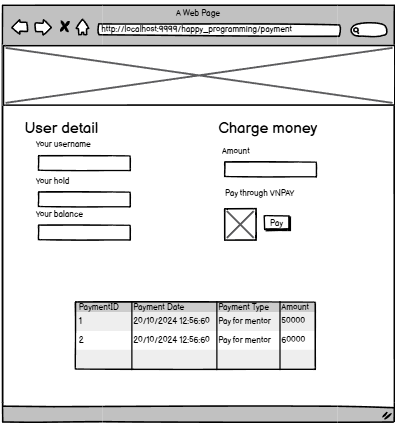 A Web Page
http://localhost:9999/happy_programming/payment
User detail
Your username
Your hold
Your balance
Charge money
Amount
Pay through VNPAY
Pay
PaymentID Payment Date Payment Type Amount
1 20/10/2024 12:56:60 Pay for mentor 50000
2 20/10/2024 12:56:60 Pay for mentor 60000